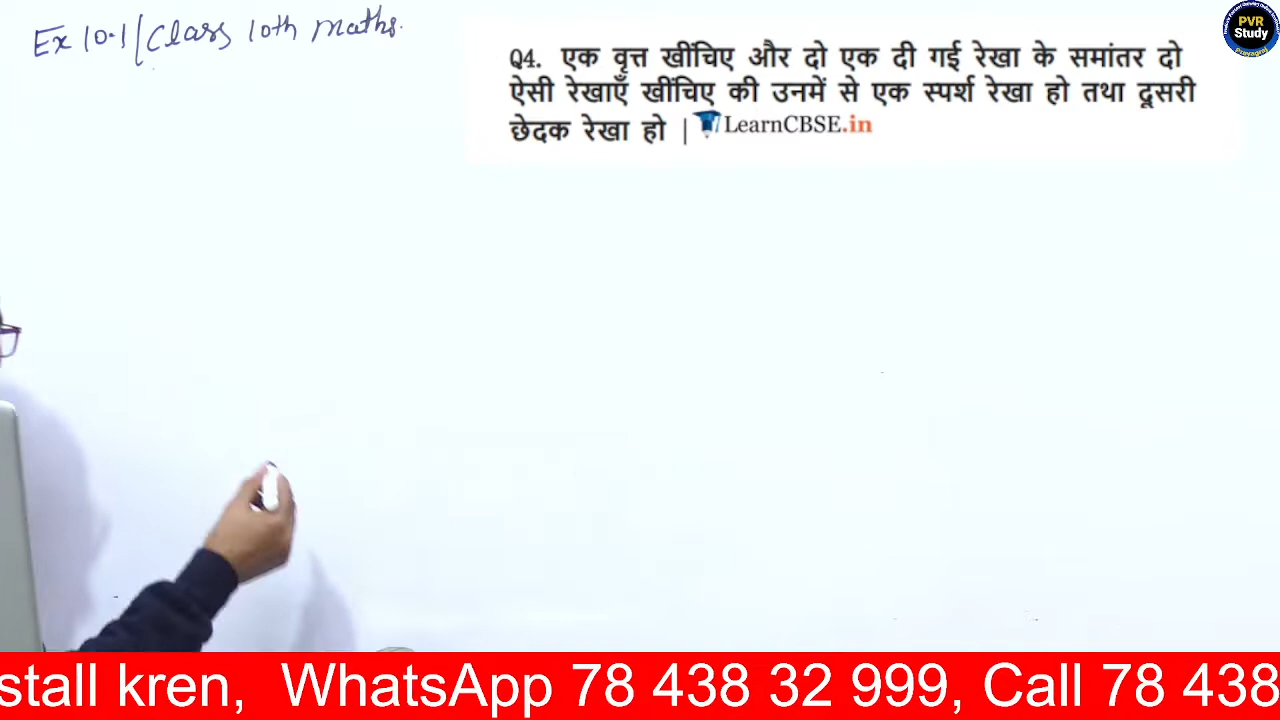 Ex 10.1 | Class 10th Maths.
PVR
Study
Prayagraj
Q4. एक वृत्त खींचिए और दो एक दी गई रेखा के समांतर दो
ऐसी रेखाएँ खींचिए की उनमें से एक स्पर्श रेखा हो तथा दूसरी
छेदक रेखा हो | LearnCBSE.in
stall kren, WhatsApp 78 438 32 999, Call 78 438